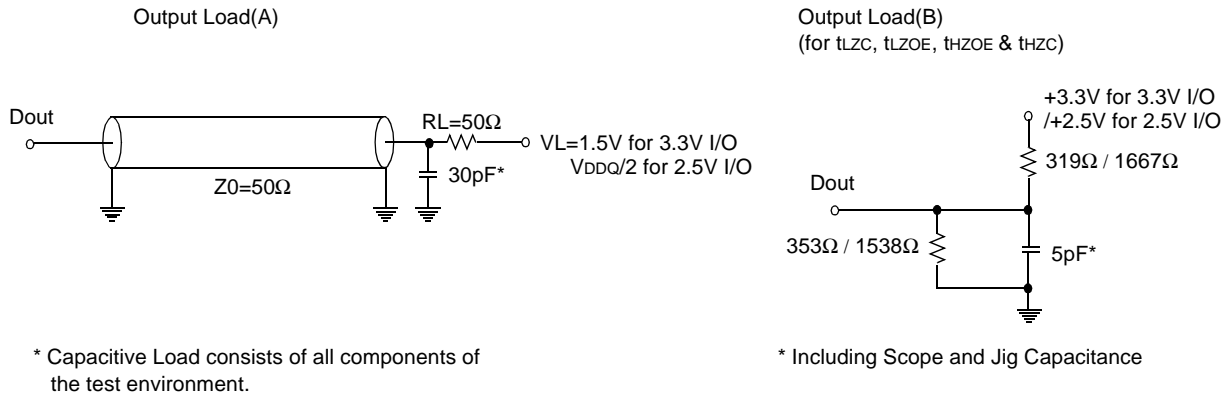 Output Load(A)
Dout
Z0=50Ω
RL=50Ω
30pF*
VL=1.5V for 3.3V I/O
VDDQ/2 for 2.5V I/O
* Capacitive Load consists of all components of
the test environment.
Output Load(B)
(for tLZC, tLZOE, tHZOE & tHZC)
+3.3V for 3.3V I/O
/+2.5V for 2.5V I/O
319Ω / 1667Ω
Dout
353Ω / 1538Ω
5pF*
* Including Scope and Jig Capacitance